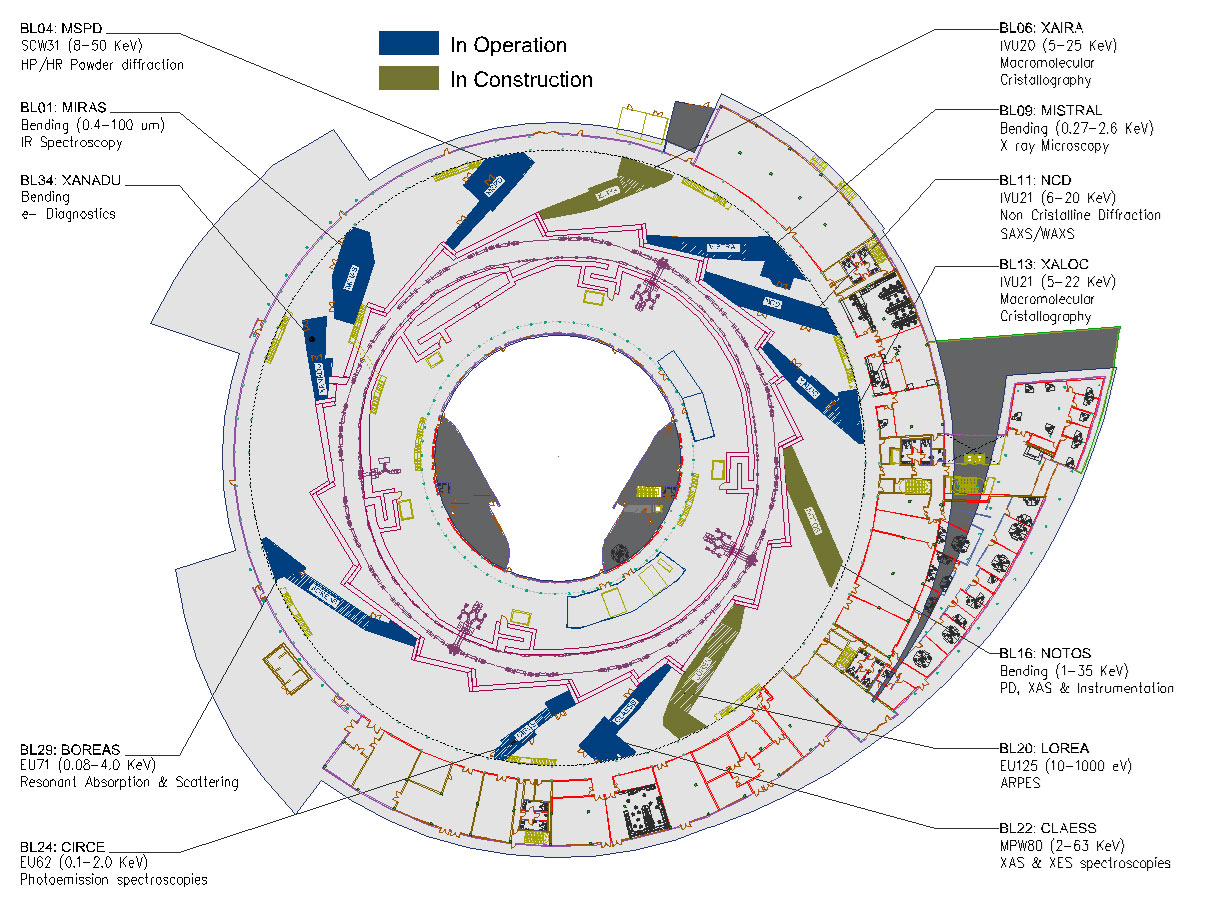 BL04: MSPD
SCW31 (8-50 KeV)
HP/HR Powder diffraction
BL01: MIRAS
Bending (0.4-100 um)
IR Spectroscopy
BL34: XANADU
Bending
e- Diagnostics
In Operation
In Construction
BL06: XAIRA
IVU20 (5-25 KeV)
Macromolecular
Cristallography
BL09: MISTRAL
Bending (0.27-2.6 KeV)
X ray Microscopy
BL11: NCD
IVU21 (6-20 KeV)
Non Cristalline Diffraction
SAXS/WAXS
BL13: XALOC
IVU21 (5-22 KeV)
Macromolecular
Cristallography
MSPD
NCD
XANADU
NOTOS
CLAESS
BL16: NOTOS
Bending (1-35 KeV)
PD, XAS & Instrumentation
BL20: LOREA
EU125 (10-1000 eV)
ARPES
BL22: CLAESS
MPW80 (2-63 KeV)
XAS & XES spectroscopies
BL29: BOREAS
EU71 (0.08-4.0 KeV)
Resonant Absorption & Scattering
BL24: CIRCE
EU62 (0.1-2.0 KeV)
Photoemission spectroscopies